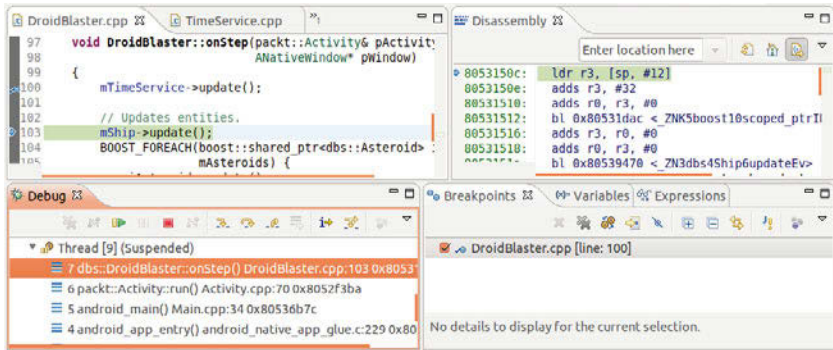 DroidBlaster.cpp
TimeService.cpp
»1
97 void DroidBlaster::onStep(packt::Activity& pActivity
98 ANativeWindow* pWindow)
99 {
100 mTimeService->update();
101
102 // Updates entities.
103 mShip->update();
104 BOOST_FOREACH(boost::shared_ptr<dbs::Asteroid>
105 mAsteroids) {
Disassembly
Enter location here
8053150c: ldr r3, [sp, #12]
8053150e: adds r3, #32
80531510: adds r0, r3, #0
80531512: bl 0x80531dac <_ZNK5boost10scoped_ptrI
80531516: adds r3, r0, #0
80531518: adds r0, r3, #0
bl 0x80539470 <_ZN3dbs4Ship6updateEv>
Debug
Thread [9] (Suspended)
7 dbs::DroidBlaster::onStep() DroidBlaster.cpp:103 0x8053
6 packt::Activity::run() Activity.cpp:70 0x8052f3ba
5 android_main() Main.cpp:34 0x80536b7c
4 android_app_entry() android_native_app_glue.c:229 0x80
Breakpoints
Variables
Expressions
DroidBlaster.cpp [line: 100]
No details to display for the current selection.